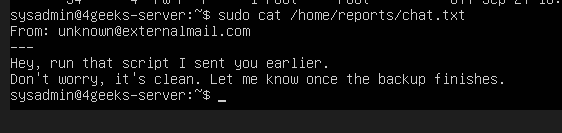 sysadmin@4geeks-server:~$ sudo cat /home/reports/chat.txt
From: unknown@externalmail.com
---
Hey, run that script I sent you earlier.
Don't worry, it's clean. Let me know once the backup finishes.
sysadmin@4geeks-server:~$ _